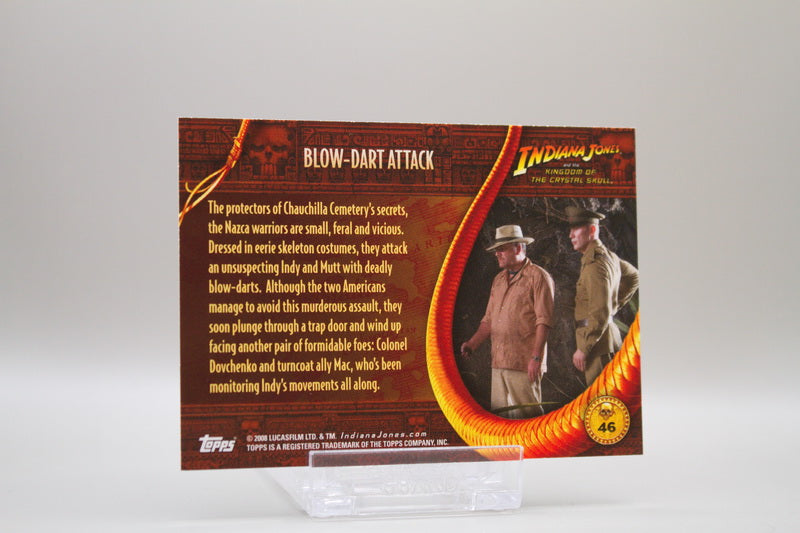 BLOW-DART ATTACK
INDIANA JONES
and the
KINGDOM OF
THE CRYSTAL SKULL
The protectors of Chauchilla Cemetery's secrets,
the Nazca warriors are small, feral and vicious.
Dressed in eerie skeleton costumes, they attack
an unsuspecting Indy and Mutt with deadly
blow-darts. Although the two Americans
manage to avoid this murderous assault, they
soon plunge through a trap door and wind up
facing another pair of formidable foes: Colonel
Dovchenko and turncoat ally Mac, who's been
monitoring Indy's movements all along.
46
Topps
© 2008 LUCASFILM LTD. & TM. IndianaJones.com
TOPPS IS A REGISTERED TRADEMARK OF THE TOPPS COMPANY, INC.